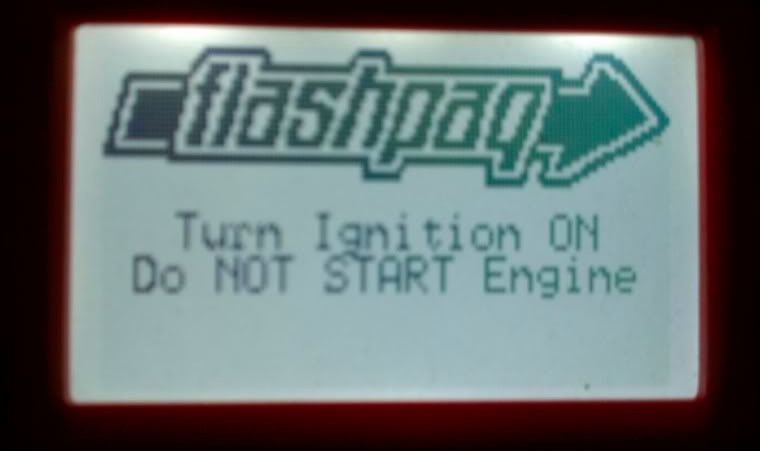 flashpaq
Turn Ignition ON
Do NOT START Engine